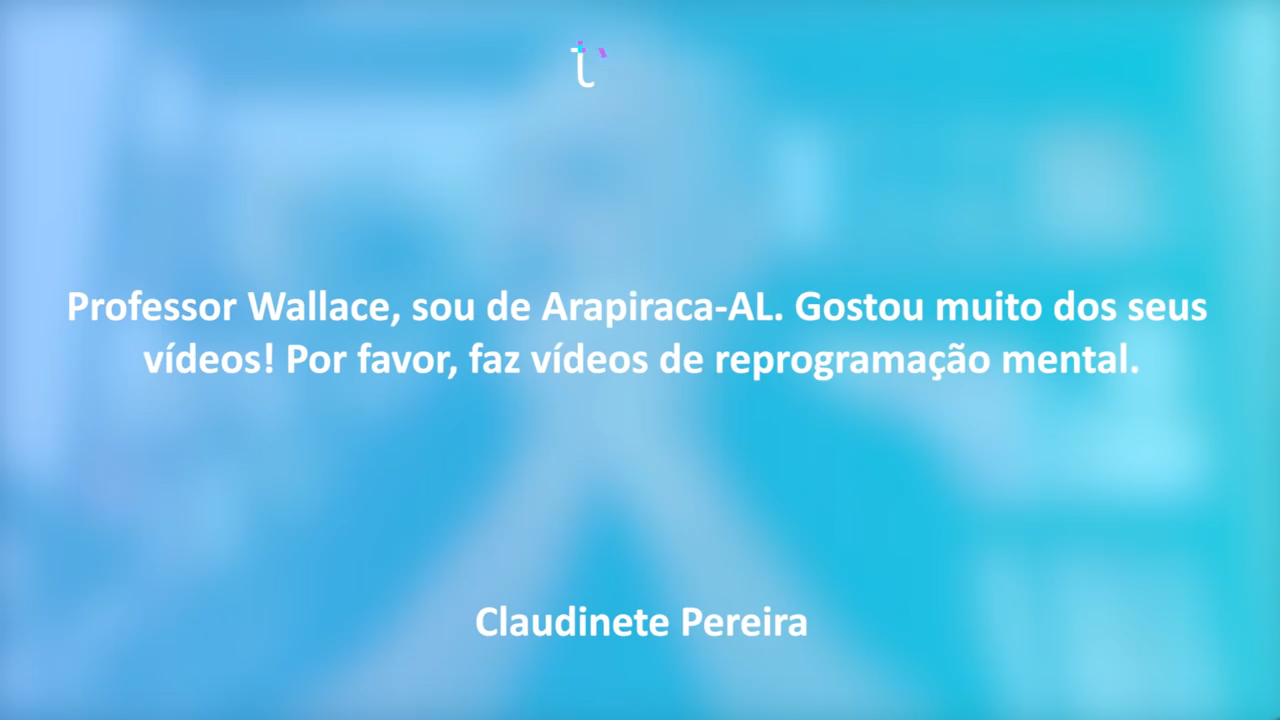 Professor Wallace, sou de Arapiraca-AL. Gostou muito dos seus
vídeos! Por favor, faz vídeos de reprogramação mental.
Claudinete Pereira